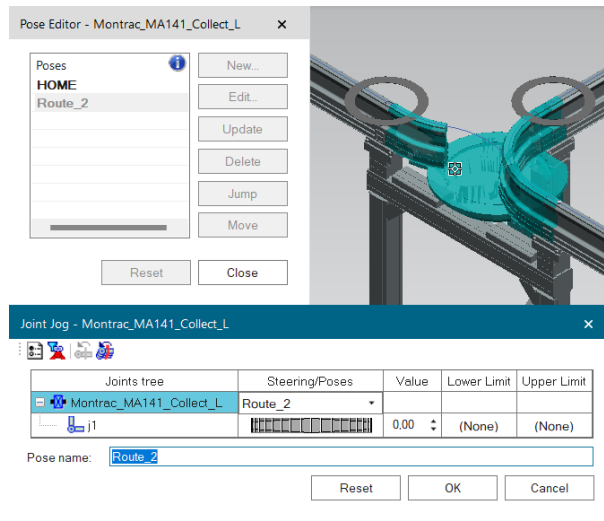 Pose Editor - Montrac_MA141_Collect_L ×
Poses
HOME
Route_2
New...
Edit...
Update
Delete
Jump
Move
Reset
Close
Joint Jog - Montrac_MA141_Collect_L ×
Joints tree Steering/Poses Value Lower Limit Upper Limit
Montrac_MA141_Collect_L Route_2
j1 0,00 (None) (None)
Pose name: Route_2
Reset OK Cancel